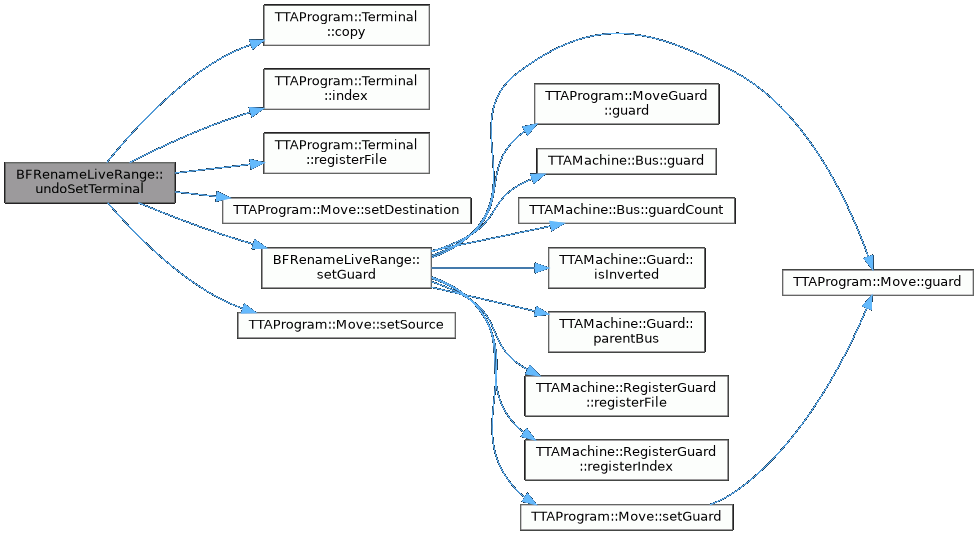 TTAProgram::Terminal
::copy
TTAProgram::Terminal
::index
TTAProgram::Terminal
::registerFile
BFRenameLiveRange::
undoSetTerminal
TTAProgram::Move::setDestination
BFRenameLiveRange::
setGuard
TTAProgram::Move::setSource
TTAProgram::MoveGuard
::guard
TTAMachine::Bus::guard
TTAMachine::Bus::guardCount
TTAMachine::Guard::
isInverted
TTAMachine::Guard::
parentBus
TTAMachine::RegisterGuard
::registerFile
TTAMachine::RegisterGuard
::registerIndex
TTAProgram::Move::setGuard
TTAProgram::Move::guard